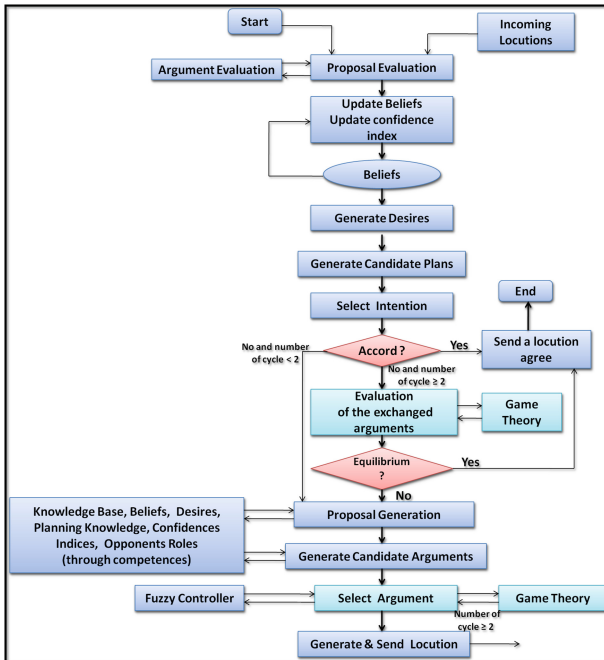 Start
Incoming
Locutions
Argument Evaluation
Proposal Evaluation
Update Beliefs
Update confidence
index
Beliefs
Generate Desires
Generate Candidate Plans
End
Select Intention
No and number
of cycle < 2
Accord ?
Yes
Send a locution
agree
No and number
of cycle ≥ 2
Evaluation
of the exchanged
arguments
Game
Theory
Equilibrium
?
Yes
No
Knowledge Base, Beliefs, Desires,
Planning Knowledge, Confidences
Indices, Opponents Roles
(through competences)
Proposal Generation
Generate Candidate Arguments
Fuzzy Controller
Select Argument
Game Theory
Number of
cycle ≥ 2
Generate & Send Locution